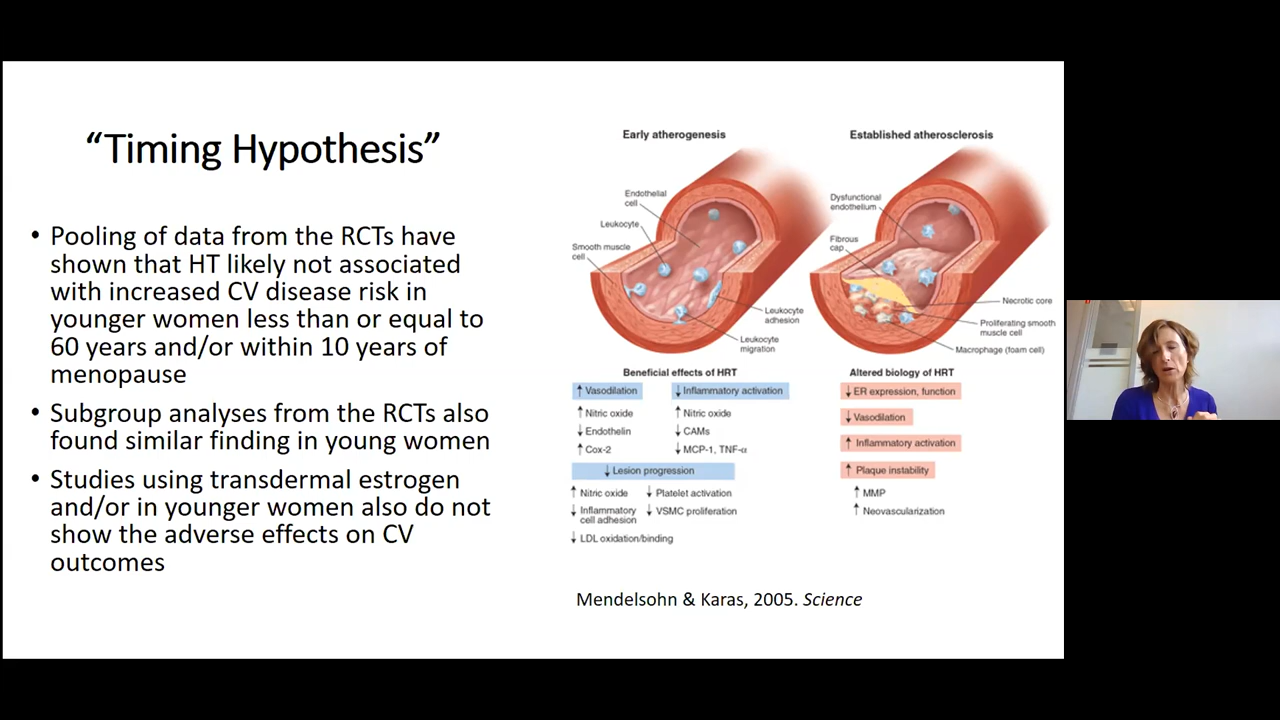 “Timing Hypothesis”
• Pooling of data from the RCTs have
shown that HT likely not associated
with increased CV disease risk in
younger women less than or equal to
60 years and/or within 10 years of
menopause
• Subgroup analyses from the RCTs also
found similar finding in young women
• Studies using transdermal estrogen
and/or in younger women also do not
show the adverse effects on CV
outcomes
Early atherogenesis
Endothelial
cell
Leukocyte
Smooth muscle
cell
Leukocyte
adhesion
Leukocyte
migration
Beneficial effects of HRT
↑ Vasodilation
↑ Nitric oxide
↓ Endothelin
↑ Cox-2
↓ Inflammatory activation
↑ Nitric oxide
↓ CAMs
↓ MCP-1, TNF-α
↓ Lesion progression
↑ Nitric oxide
↓ Inflammatory
cell adhesion
↓ LDL oxidation/binding
↓ Platelet activation
↓ VSMC proliferation
Established atherosclerosis
Dysfunctional
endothelium
Fibrous
cap
Necrotic core
Proliferating smooth
muscle cell
Macrophage (foam cell)
Altered biology of HRT
↓ ER expression, function
↓ Vasodilation
↑ Inflammatory activation
↑ Plaque instability
↑ MMP
↑ Neovascularization
Mendelsohn & Karas, 2005. Science